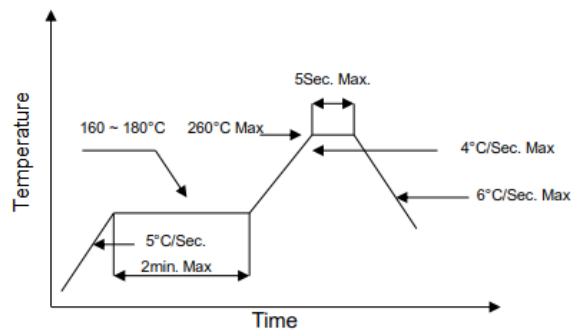 5Sec. Max.
160 ~ 180°C
260°C Max
4°C/Sec. Max
6°C/Sec. Max
5°C/Sec.
2min. Max
Temperature
Time